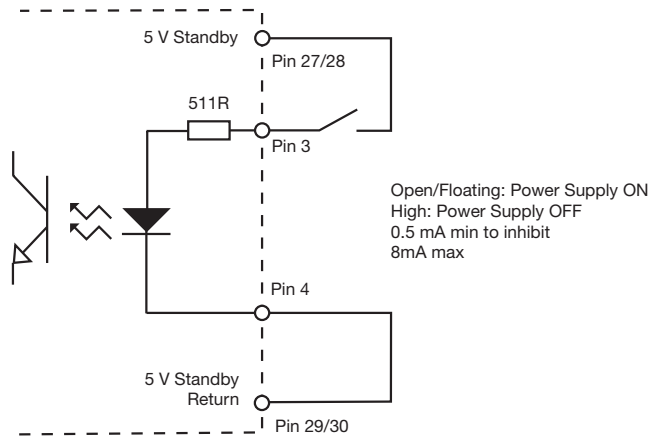 5 V Standby
Pin 27/28
511R
Pin 3
Open/Floating: Power Supply ON
High: Power Supply OFF
0.5 mA min to inhibit
8mA max
Pin 4
5 V Standby
Return
Pin 29/30